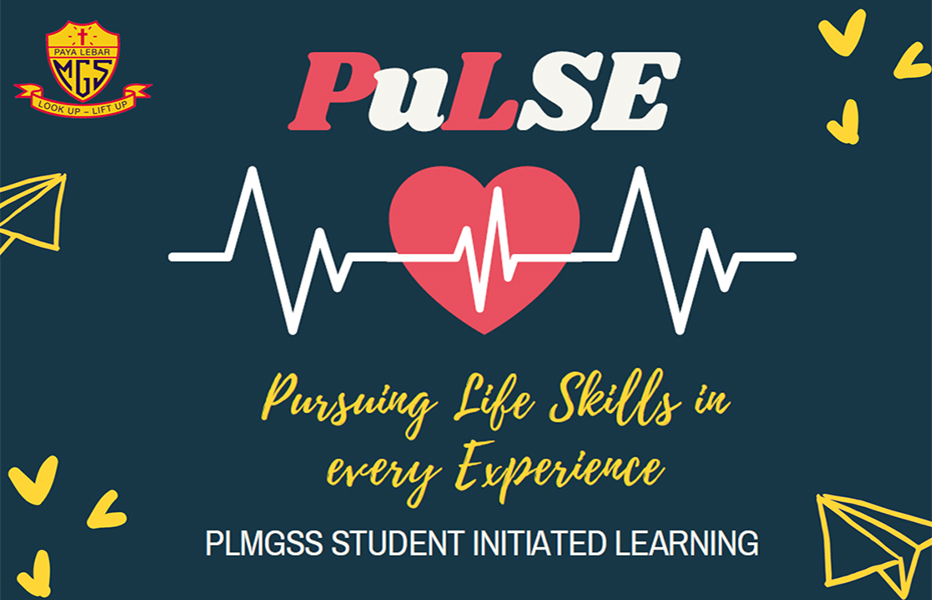 PAYA LEBAR
MGS
LOOK UP – LIFT UP
PuLSE
Pursuing Life Skills in
every Experience
PLMGSS STUDENT INITIATED LEARNING